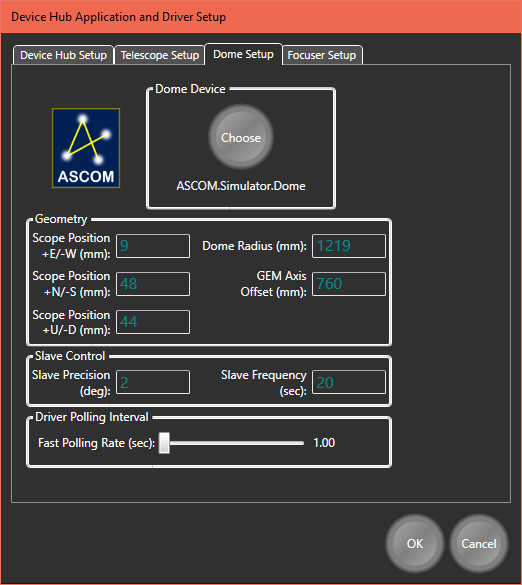 Device Hub Application and Driver Setup
Device Hub Setup
Telescope Setup
Dome Setup
Focuser Setup
Dome Device
Choose
ASCOM
ASCOM.Simulator.Dome
Geometry
Scope Position
+E/-W (mm):
9
Dome Radius (mm):
1219
Scope Position
+N/-S (mm):
48
GEM Axis
Offset (mm):
760
Scope Position
+U/-D (mm):
44
Slave Control
Slave Precision
(deg):
2
Slave Frequency
(sec):
20
Driver Polling Interval
Fast Polling Rate (sec):
1.00
OK
Cancel